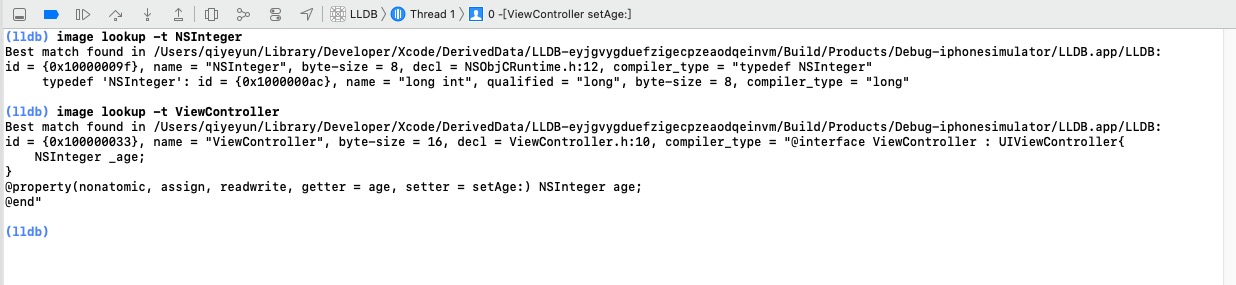 LLDB 〉 Thread 1 〉 0 -[ViewController setAge:]
(lldb) image lookup -t NSInteger
Best match found in /Users/qiyeyun/Library/Developer/Xcode/DerivedData/LLDB-eyjgvygduefzigecpzeaodqeinvm/Build/Products/Debug-iphonesimulator/LLDB.app/LLDB:
id = {0x10000009f}, name = "NSInteger", byte-size = 8, decl = NSObjCRuntime.h:12, compiler_type = "typedef NSInteger"
     typedef 'NSInteger': id = {0x1000000ac}, name = "long int", qualified = "long", byte-size = 8, compiler_type = "long"
(lldb) image lookup -t ViewController
Best match found in /Users/qiyeyun/Library/Developer/Xcode/DerivedData/LLDB-eyjgvygduefzigecpzeaodqeinvm/Build/Products/Debug-iphonesimulator/LLDB.app/LLDB:
id = {0x100000033}, name = "ViewController", byte-size = 16, decl = ViewController.h:10, compiler_type = "@interface ViewController : UIViewController{
    NSInteger _age;
}
@property(nonatomic, assign, readwrite, getter = age, setter = setAge:) NSInteger age;
@end"
(lldb)